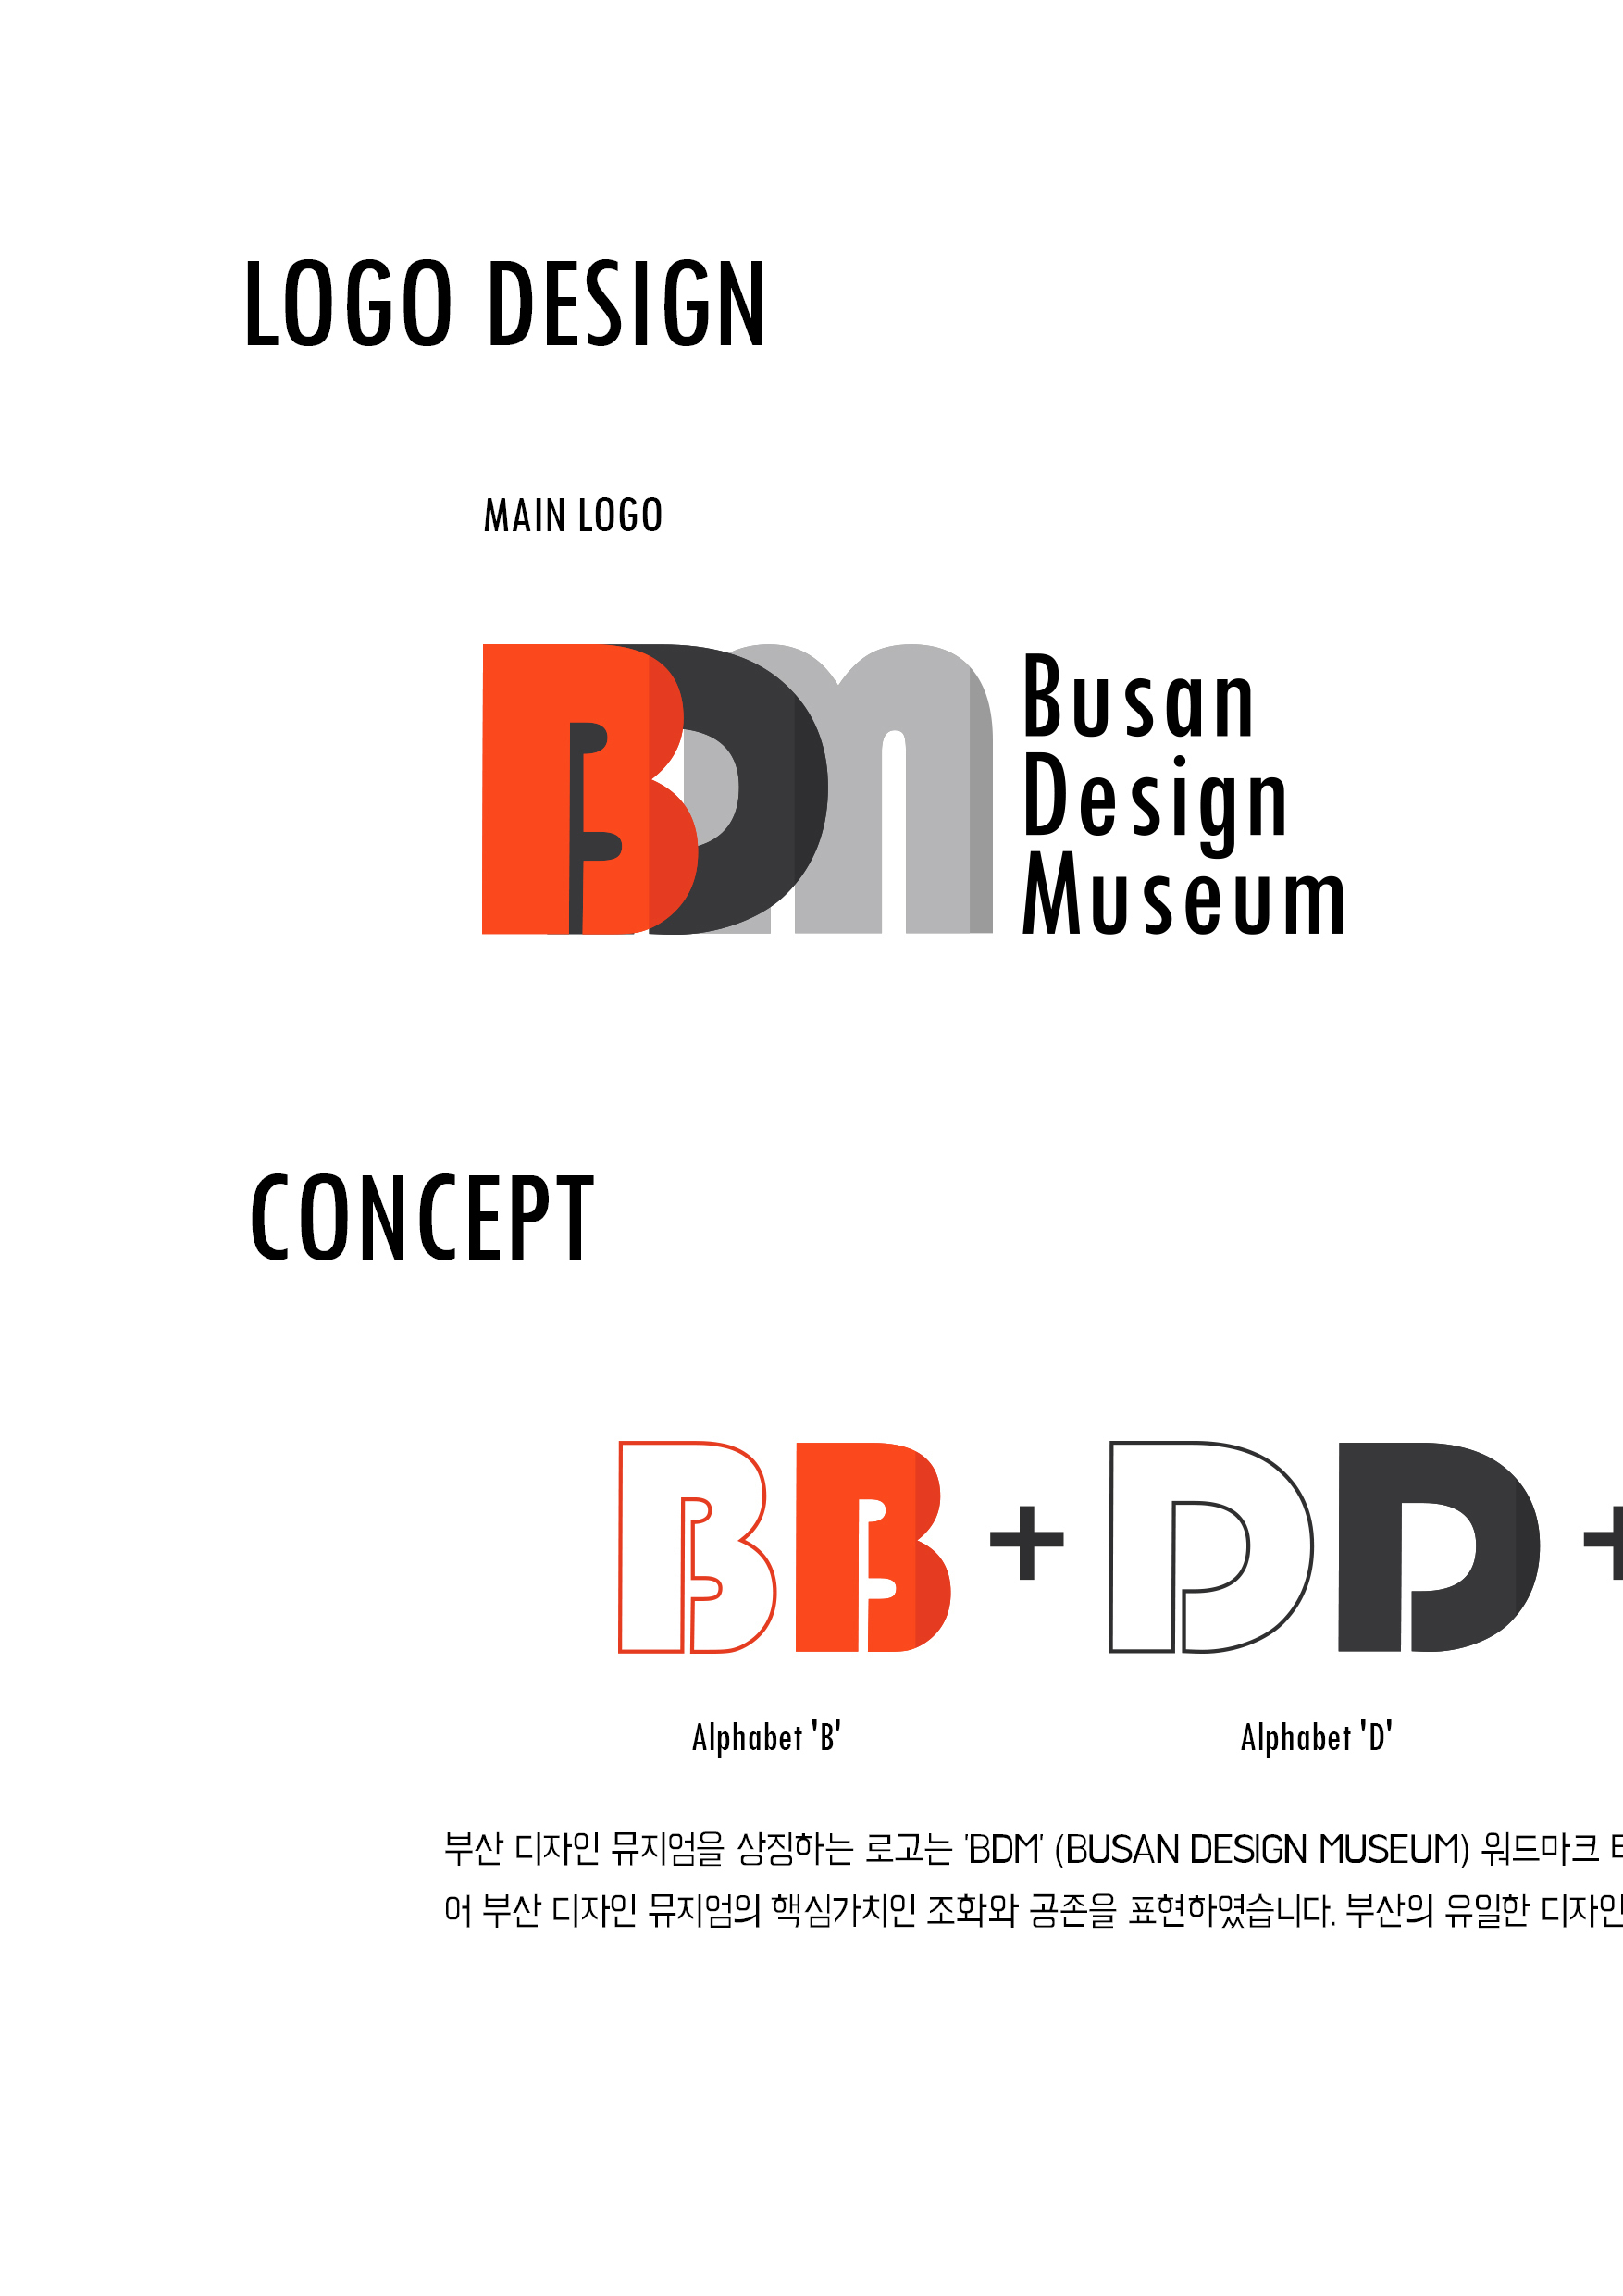 LOGO DESIGN
MAIN LOGO
BDM
Busan
Design
Museum
CONCEPT
B B + D D +
Alphabet 'B' Alphabet 'D'
부산 디자인 뮤지엄을 상징하는 로고는 'BDM' (BUSAN DESIGN MUSEUM) 워드마크
어 부산 디자인 뮤지엄의 핵심가치인 조화와 공존을 표현하였습니다. 부산의 유일한 디자인